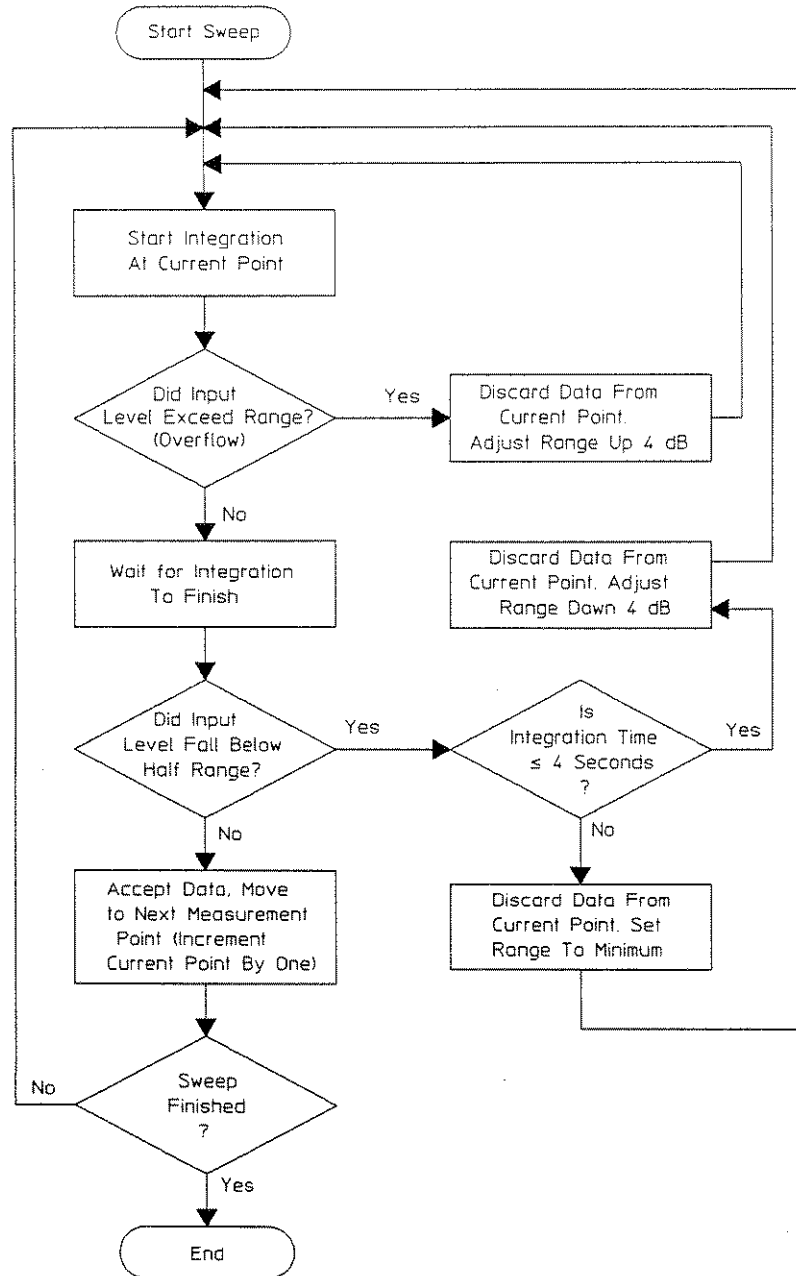 Start Sweep
Start Integration
At Current Point
Did Input
Level Exceed Range?
(Overflow)
Yes
Discard Data From
Current Point.
Adjust Range Up 4 dB
No
Wait for Integration
To Finish
Discard Data From
Current Point. Adjust
Range Down 4 dB
Did Input
Level Fall Below
Half Range?
Yes
Is
Integration Time
≤ 4 Seconds
?
Yes
No
No
Accept Data, Move
to Next Measurement
Point (Increment
Current Point By One)
Discard Data From
Current Point. Set
Range To Minimum
No
Sweep
Finished
?
Yes
End